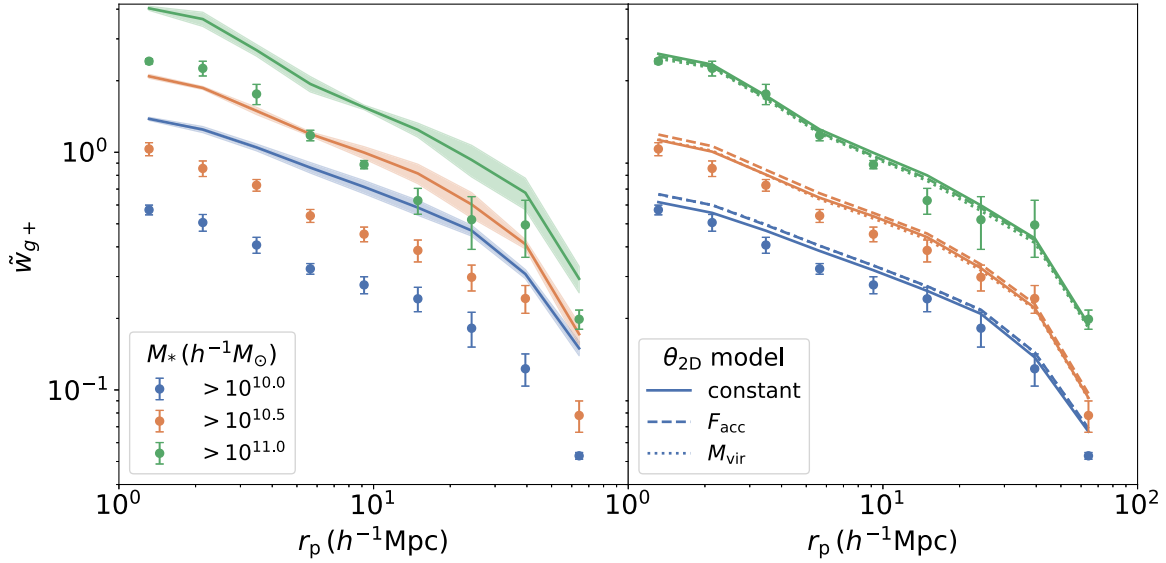 w̃g+
10⁰
10⁻¹
M* (h⁻¹M⊙)
> 10^10.0
> 10^10.5
> 10^11.0
θ2D model
constant
Facc
Mvir
10⁰
10¹
10⁰
10¹
10²
rp (h⁻¹Mpc)
rp (h⁻¹Mpc)